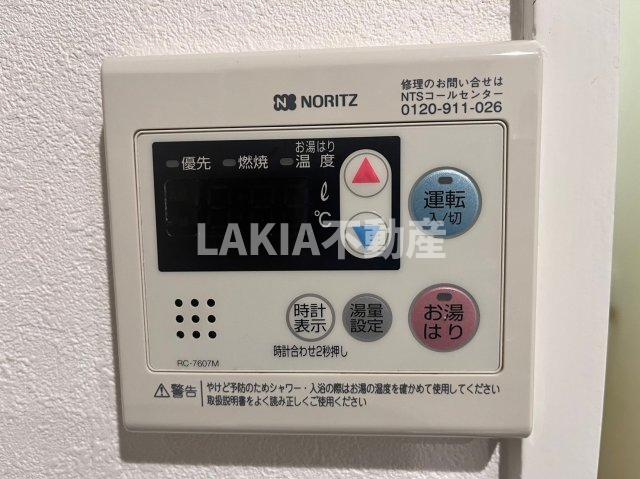 NORITZ
修理のお問い合せは
NTSコールセンター
0120-911-026
優先
燃焼
お湯はり
温度
ℓ
℃
運転
入/切
LAKIA不動産
時計
表示
湯量
設定
お湯
はり
時計合わせ2秒押し
RC-7607M
警告
やけど予防のためシャワー・入浴の際はお湯の温度を確かめて使用してください
取扱説明書をよく読み正しくご使用ください